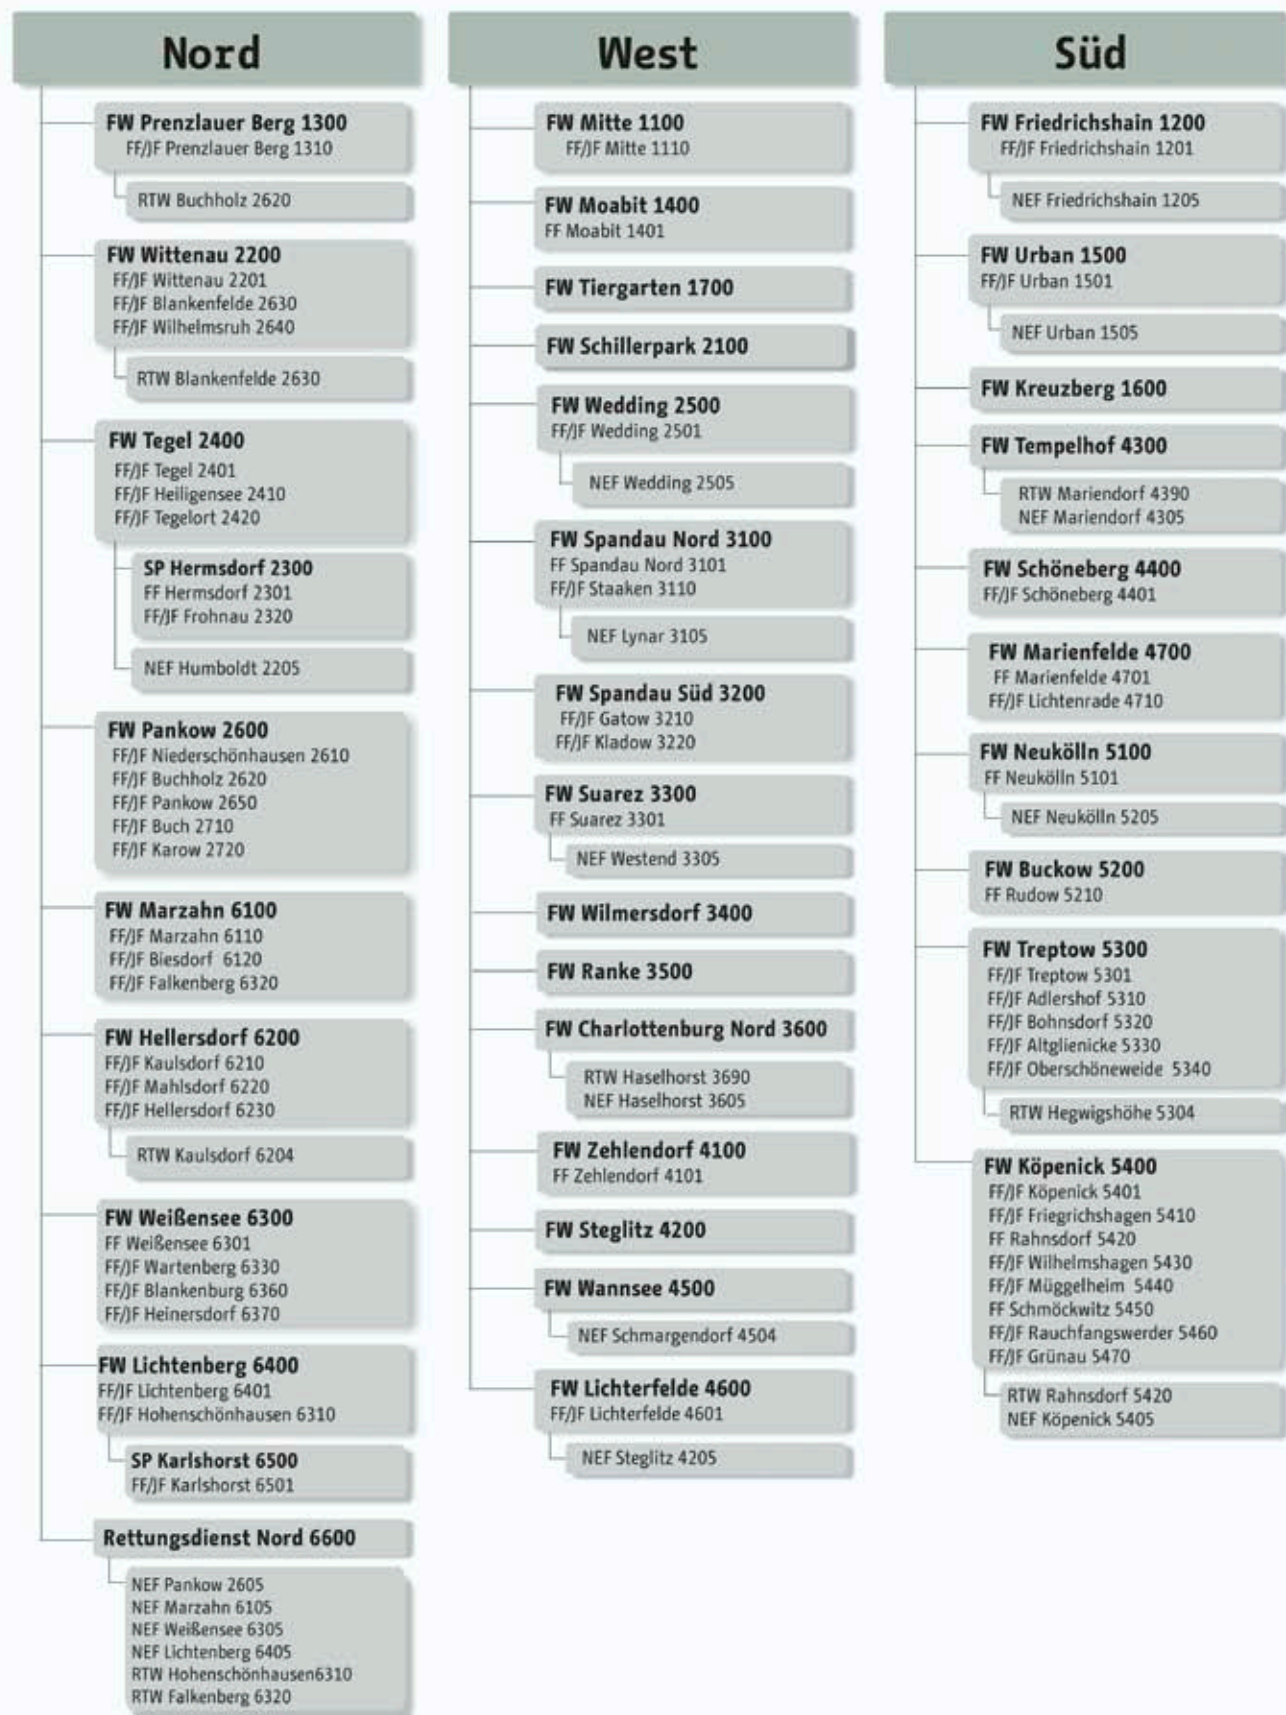 Nord
FW Prenzlauer Berg 1300
FF/JF Prenzlauer Berg 1310
RTW Buchholz 2620
FW Wittenau 2200
FF/JF Wittenau 2201
FF/JF Blankenfelde 2630
FF/JF Wilhelmsruh 2640
RTW Blankenfelde 2630
FW Tegel 2400
FF/JF Tegel 2401
FF/JF Heiligensee 2410
FF/JF Tegelort 2420
SP Hermsdorf 2300
FF Hermsdorf 2301
FF/JF Frohnau 2320
NEF Humboldt 2205
FW Pankow 2600
FF/JF Niederschönhausen 2610
FF/JF Buchholz 2620
FF/JF Pankow 2650
FF/JF Buch 2710
FF/JF Karow 2720
FW Marzahn 6100
FF/JF Marzahn 6110
FF/JF Biesdorf 6120
FF/JF Falkenberg 6320
FW Hellersdorf 6200
FF/JF Kaulsdorf 6210
FF/JF Mahlsdorf 6220
FF/JF Hellersdorf 6230
RTW Kaulsdorf 6204
FW Weißensee 6300
FF Weißensee 6301
FF/JF Wartenberg 6330
FF/JF Blankenburg 6360
FF/JF Heinersdorf 6370
FW Lichtenberg 6400
FF/JF Lichtenberg 6401
FF/JF Hohenschönhausen 6310
SP Karlshorst 6500
FF/JF Karlshorst 6501
Rettungsdienst Nord 6600
NEF Pankow 2605
NEF Marzahn 6105
NEF Weißensee 6305
NEF Lichtenberg 6405
RTW Hohenschönhausen6310
RTW Falkenberg 6320
West
FW Mitte 1100
FF/JF Mitte 1110
FW Moabit 1400
FF Moabit 1401
FW Tiergarten 1700
FW Schillerpark 2100
FW Wedding 2500
FF/JF Wedding 2501
NEF Wedding 2505
FW Spandau Nord 3100
FF Spandau Nord 3101
FF/JF Staaken 3110
NEF Lynar 3105
FW Spandau Süd 3200
FF/JF Gatow 3210
FF/JF Kladow 3220
FW Suarez 3300
FF Suarez 3301
NEF Westend 3305
FW Wilmersdorf 3400
FW Ranke 3500
FW Charlottenburg Nord 3600
RTW Haselhorst 3690
NEF Haselhorst 3605
FW Zehlendorf 4100
FF Zehlendorf 4101
FW Steglitz 4200
FW Wannsee 4500
NEF Schmargendorf 4504
FW Lichterfelde 4600
FF/JF Lichterfelde 4601
NEF Steglitz 4205
Süd
FW Friedrichshain 1200
FF/JF Friedrichshain 1201
NEF Friedrichshain 1205
FW Urban 1500
FF/JF Urban 1501
NEF Urban 1505
FW Kreuzberg 1600
FW Tempelhof 4300
RTW Mariendorf 4390
NEF Mariendorf 4305
FW Schöneberg 4400
FF/JF Schöneberg 4401
FW Marienfelde 4700
FF Marienfelde 4701
FF/JF Lichtenrade 4710
FW Neukölln 5100
FF Neukölln 5101
NEF Neukölln 5205
FW Buckow 5200
FF Rudow 5210
FW Treptow 5300
FF/JF Treptow 5301
FF/JF Adlershof 5310
FF/JF Bohnsdorf 5320
FF/JF Altglienicke 5330
FF/JF Oberschöneweide 5340
RTW Hegwigshöhe 5304
FW Köpenick 5400
FF/JF Köpenick 5401
FF/JF Friegrichshagen 5410
FF Rahnsdorf 5420
FF/JF Wilhelmshagen 5430
FF/JF Müggelheim 5440
FF Schmöckwitz 5450
FF/JF Rauchfangswerder 5460
FF/JF Grünau 5470
RTW Rahnsdorf 5420
NEF Köpenick 5405